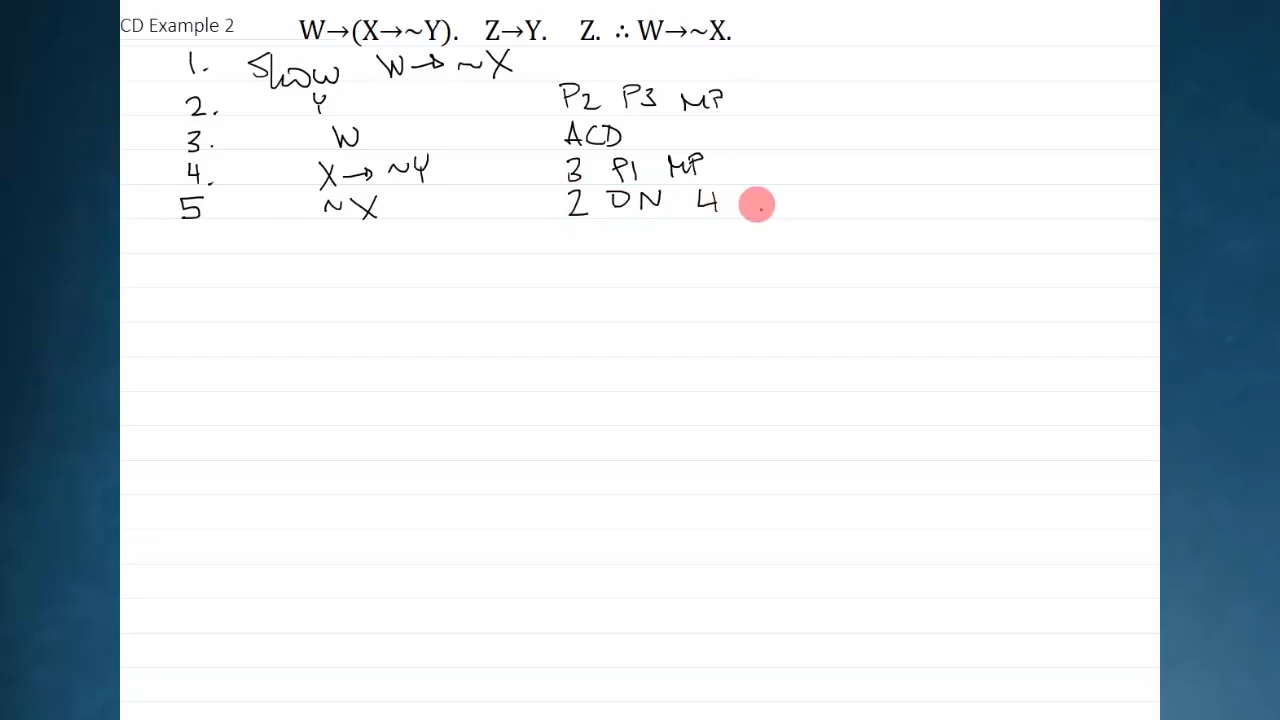 CD Example 2 W→(X→~Y). Z→Y. Z. ∴ W→~X.
1. Show W→~X
2. Y P2 P3 MP
3. W ACD
4. X→~Y 3 P1 MP
5 ~X 2 DN 4